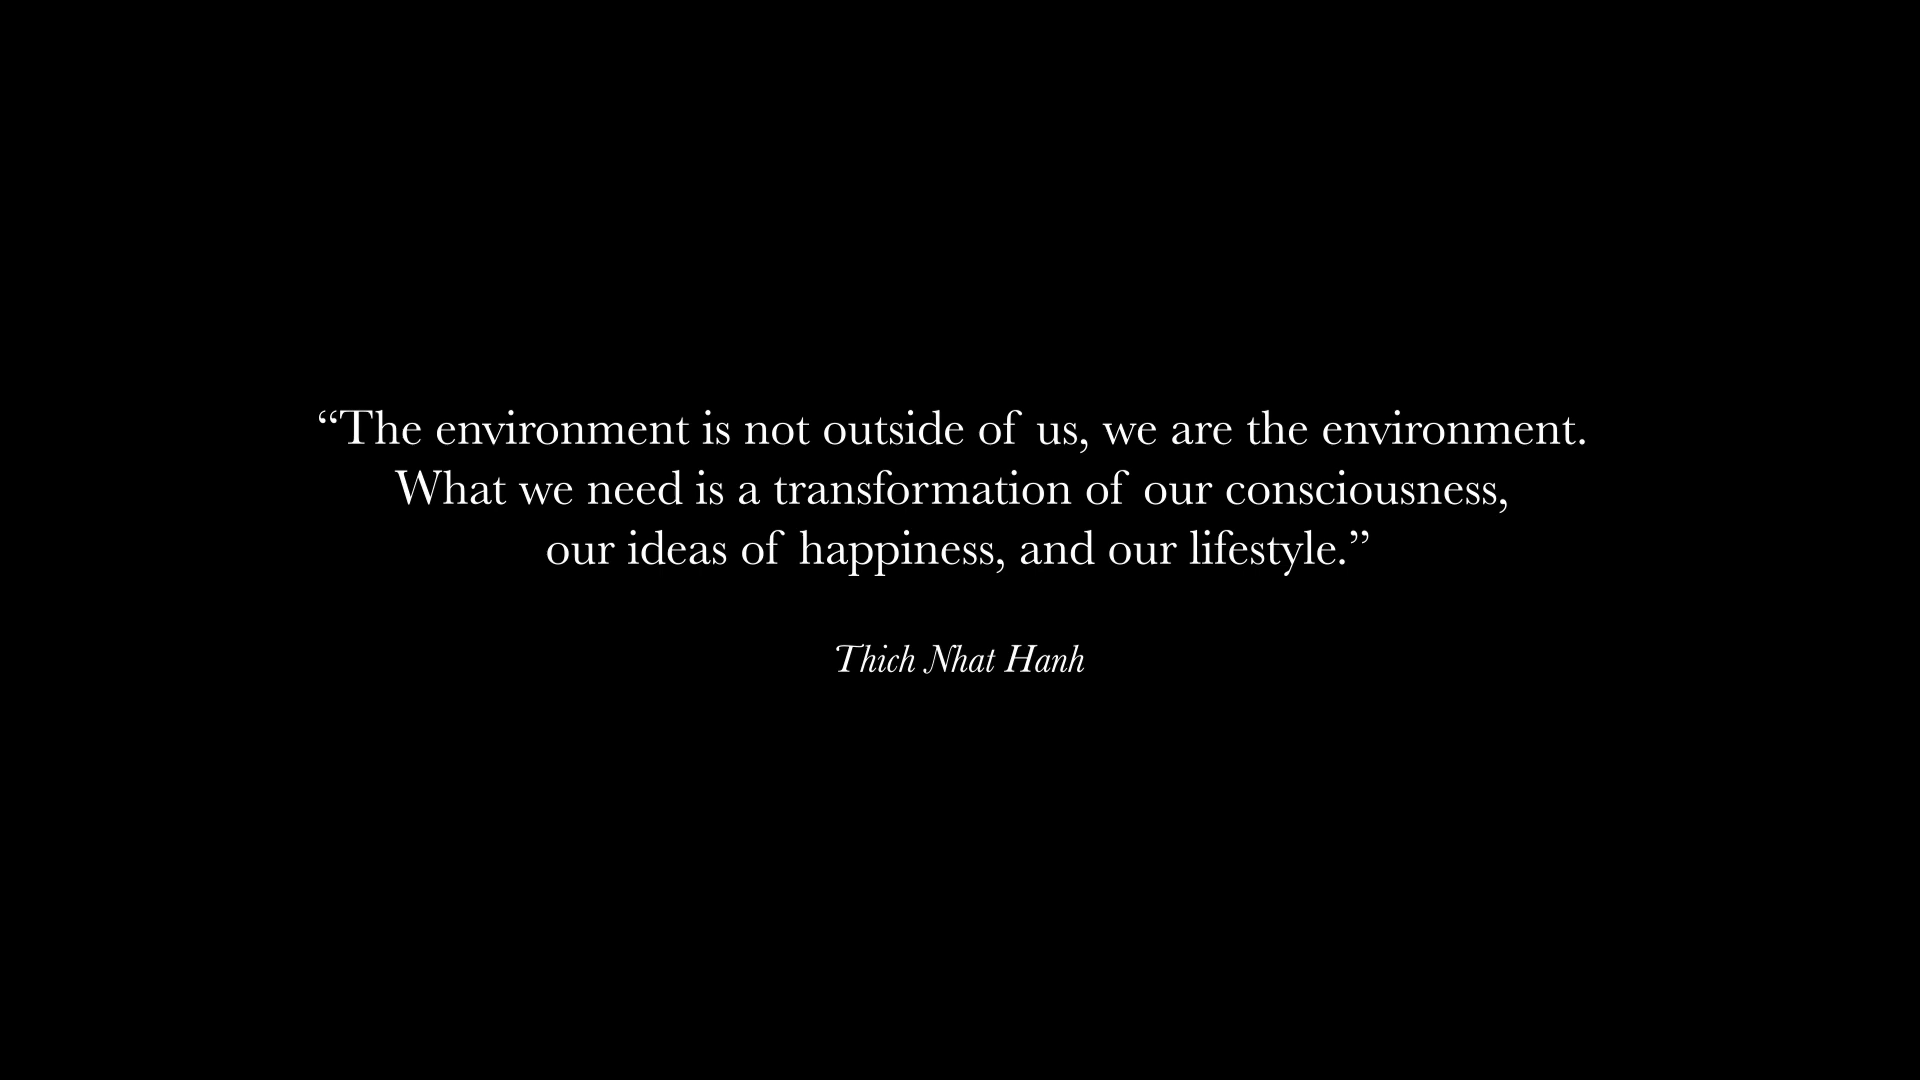 “The environment is not outside of us, we are the environment.
What we need is a transformation of our consciousness,
our ideas of happiness, and our lifestyle.”
Thich Nhat Hanh